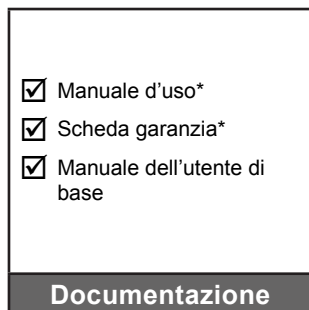 Manuale d’uso*
Scheda garanzia*
Manuale dell’utente di
base
Documentazione